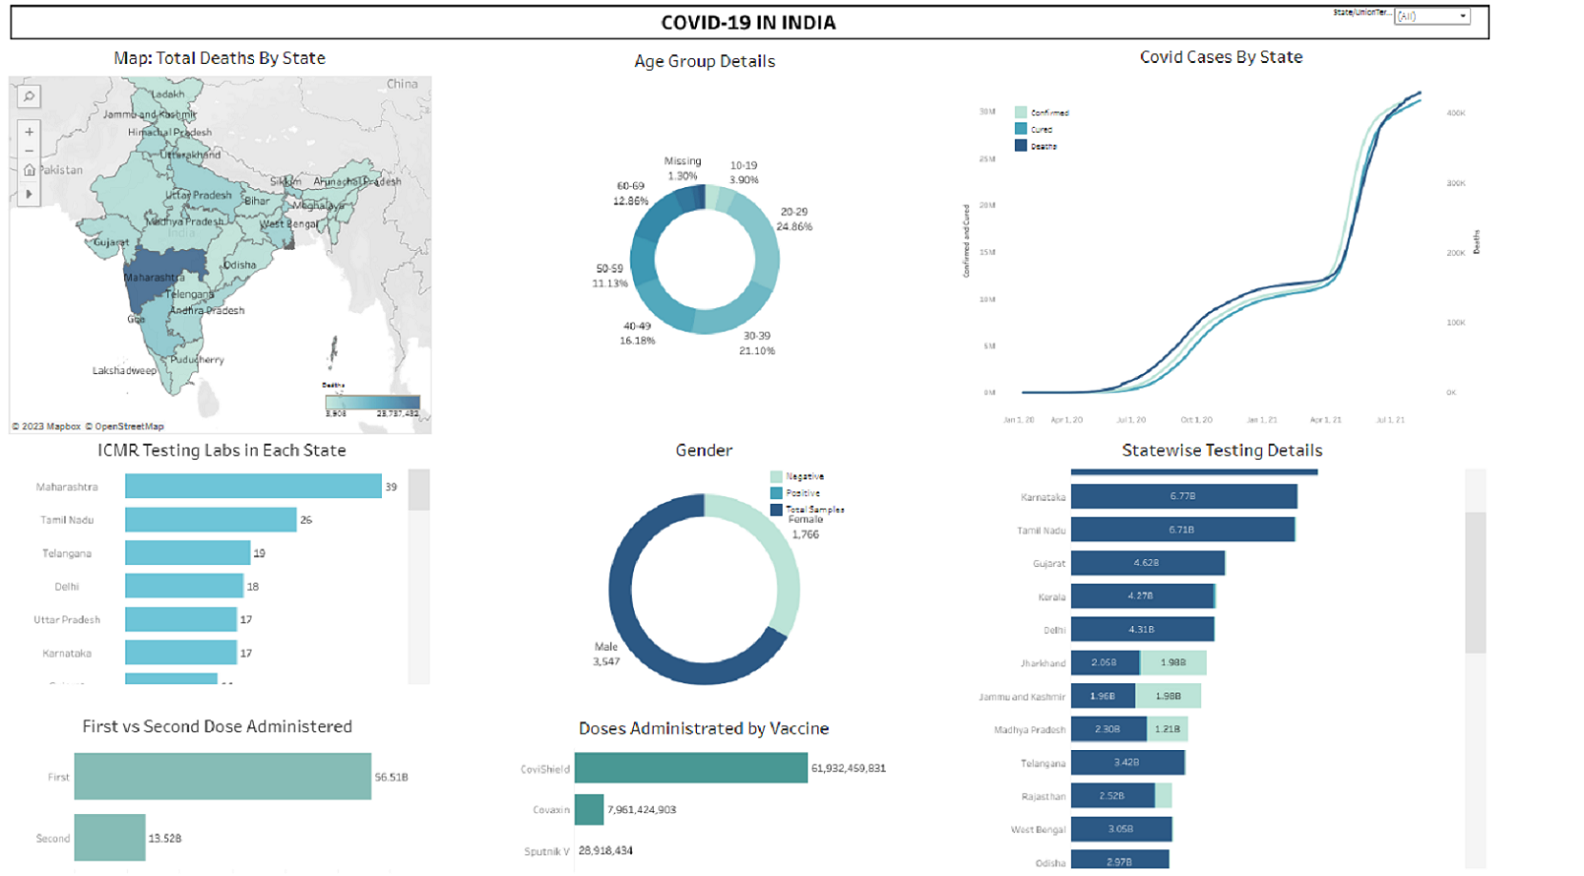 COVID-19 IN INDIA
State/UnionTer...
(All)
Map: Total Deaths By State
China
Ladakh
Jammu and Kashmir
Himachal Pradesh
Uttarakhand
Pakistan
Sikkim
Arunachal Pradesh
Uttar Pradesh
Bihar
Meghalaya
Madhya Pradesh
West Bengal
India
Gujarat
Odisha
Maharashtra
Telangana
Andhra Pradesh
Goa
Puducherry
Lakshadweep
Deaths
3,908
23,737,432
© 2023 Mapbox © OpenStreetMap
Age Group Details
Missing
1.30%
10-19
3.90%
60-69
12.86%
20-29
24.86%
50-59
11.13%
40-49
16.18%
30-39
21.10%
Covid Cases By State
Confirmed
Cured
Deaths
30M
25M
20M
15M
10M
5M
0M
Confirmed and Cured
400K
300K
200K
100K
0K
Deaths
Jan 1, 20
Apr 1, 20
Jul 1, 20
Oct 1, 20
Jan 1, 21
Apr 1, 21
Jul 1, 21
ICMR Testing Labs in Each State
Maharashtra 39
Tamil Nadu 26
Telangana 19
Delhi 18
Uttar Pradesh 17
Karnataka 17
Gender
Negative
Positive
Total Samples
Female
1,766
Male
3,547
Statewise Testing Details
Karnataka 6.77B
Tamil Nadu 6.71B
Gujarat 4.62B
Kerala 4.27B
Delhi 4.31B
Jharkhand 2.05B 1.98B
Jammu and Kashmir 1.96B 1.98B
Madhya Pradesh 2.30B 1.21B
Telangana 3.42B
Rajasthan 2.52B
West Bengal 3.05B
Odisha 2.97B
First vs Second Dose Administered
First 56.51B
Second 13.52B
Doses Administrated by Vaccine
CoviShield 61,932,459,831
Covaxin 7,961,424,903
Sputnik V 28,918,434